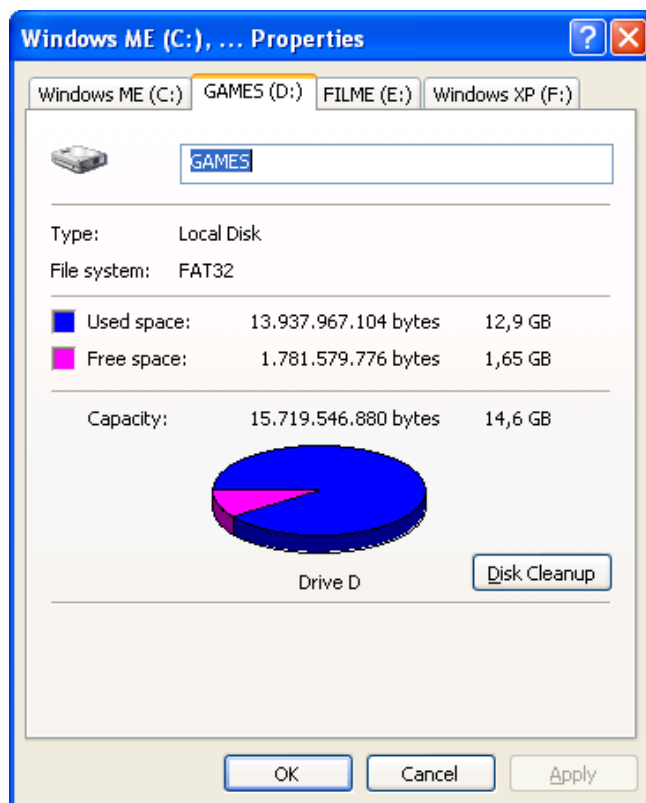 Windows ME (C:), ... Properties
Windows ME (C:) GAMES (D:) FILME (E:) Windows XP (F:)
GAMES
Type: Local Disk
File system: FAT32
Used space: 13.937.967.104 bytes 12,9 GB
Free space: 1.781.579.776 bytes 1,65 GB
Capacity: 15.719.546.880 bytes 14,6 GB
Drive D
Disk Cleanup
OK Cancel Apply